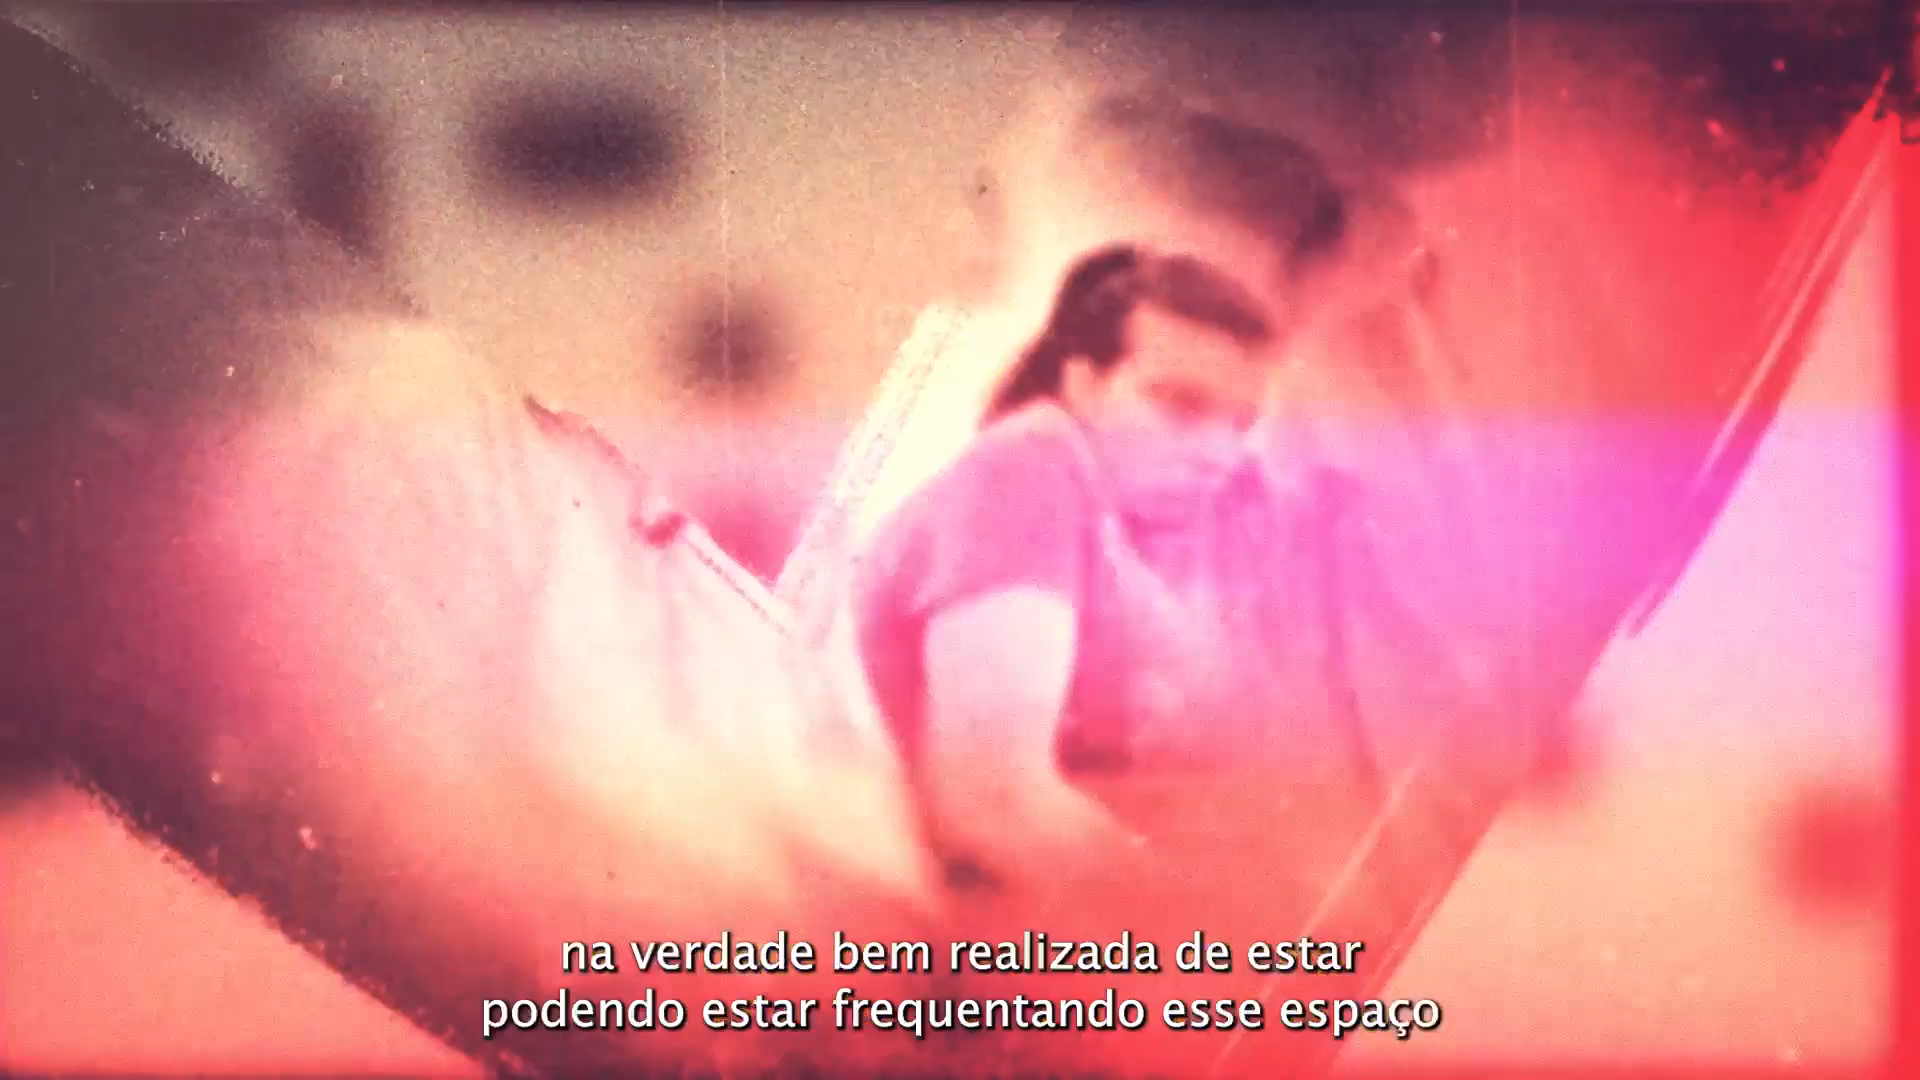 na verdade bem realizada de estar
podendo estar frequentando esse espaço